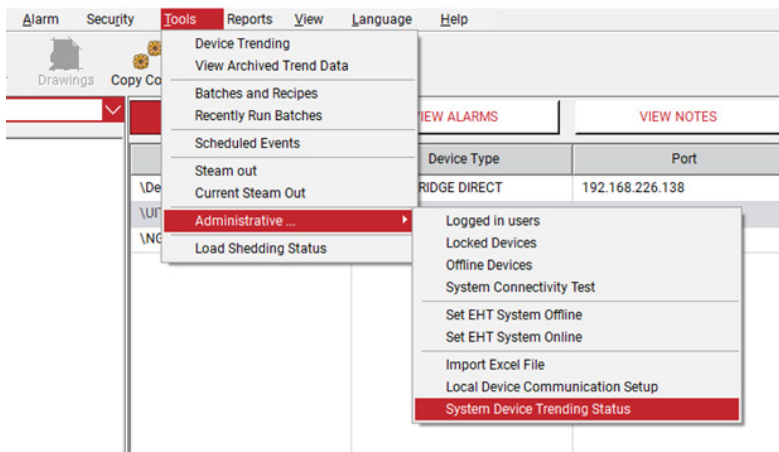 Alarm Security Tools Reports View Language Help
Drawings Copy Co
Device Trending
View Archived Trend Data
Batches and Recipes
Recently Run Batches
Scheduled Events
Steam out
Current Steam Out
Administrative ...
Load Shedding Status
IEW ALARMS VIEW NOTES
Device Type Port
\De RIDGE DIRECT 192.168.226.138
\UIT
\NG
Logged in users
Locked Devices
Offline Devices
System Connectivity Test
Set EHT System Offline
Set EHT System Online
Import Excel File
Local Device Communication Setup
System Device Trending Status